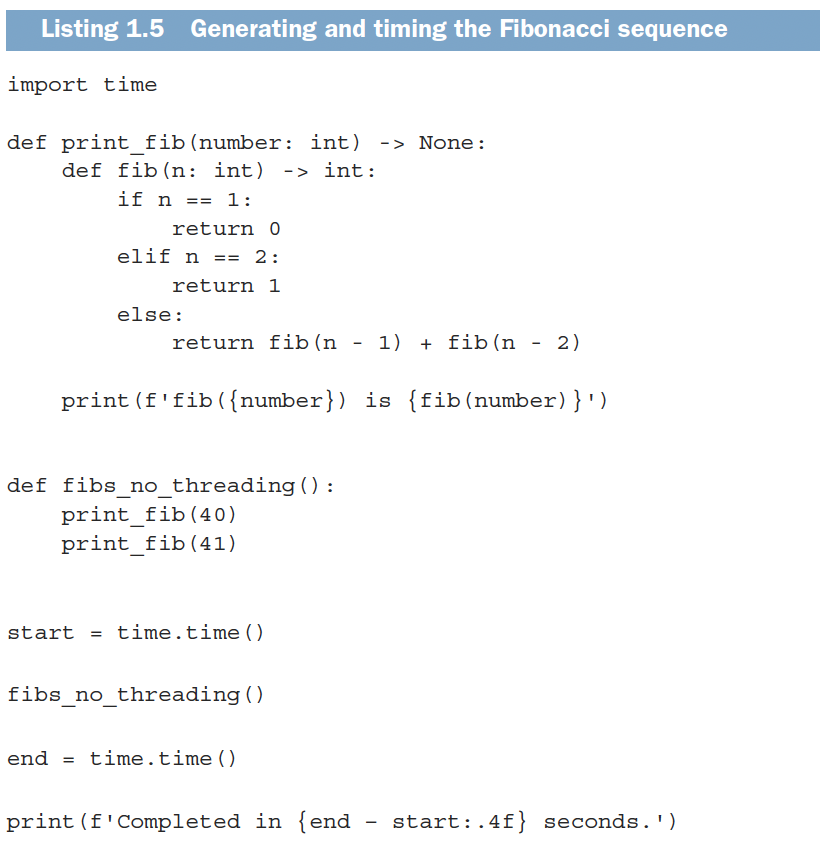 Listing 1.5 Generating and timing the Fibonacci sequence
import time
def print_fib(number: int) -> None:
    def fib(n: int) -> int:
        if n == 1:
            return 0
        elif n == 2:
            return 1
        else:
            return fib(n - 1) + fib(n - 2)
    print(f'fib({number}) is {fib(number)}')
def fibs_no_threading():
    print_fib(40)
    print_fib(41)
start = time.time()
fibs_no_threading()
end = time.time()
print(f'Completed in {end – start:.4f} seconds.')